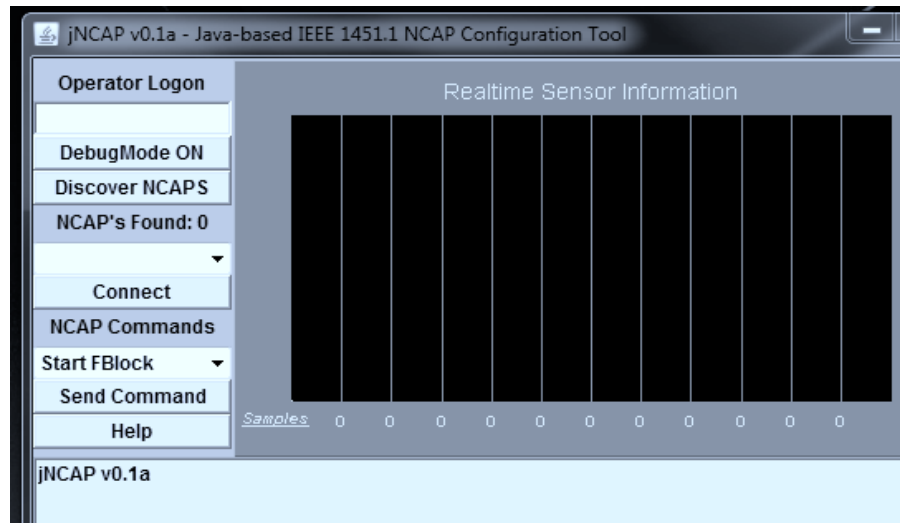 jNCAP v0.1a - Java-based IEEE 1451.1 NCAP Configuration Tool
Operator Logon
DebugMode ON
Discover NCAPS
NCAP's Found: 0
Connect
NCAP Commands
Start FBlock
Send Command
Help
Realtime Sensor Information
Samples 0 0 0 0 0 0 0 0 0 0 0
jNCAP v0.1a